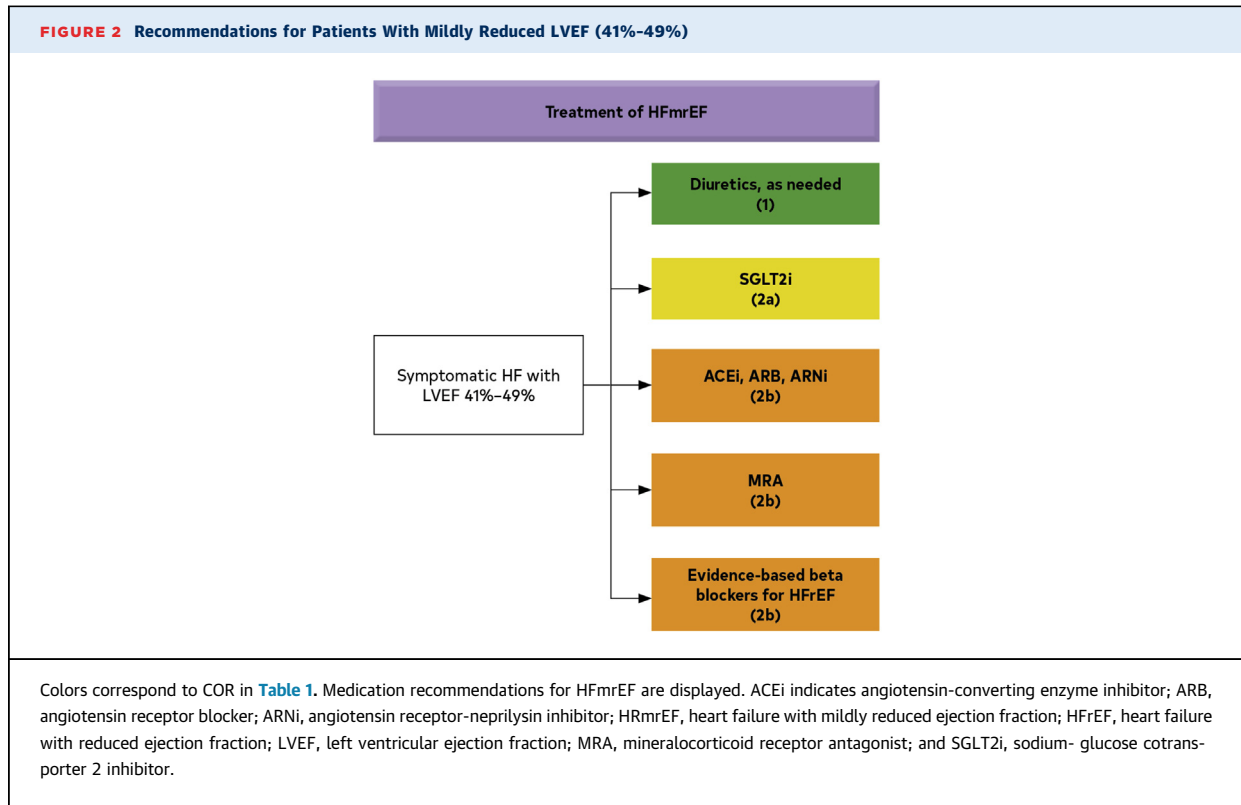 FIGURE 2 Recommendations for Patients With Mildly Reduced LVEF (41%-49%)
Treatment of HFmrEF
Diuretics, as needed
(1)
SGLT2i
(2a)
Symptomatic HF with
LVEF 41%–49%
ACEi, ARB, ARNi
(2b)
MRA
(2b)
Evidence-based beta
blockers for HFrEF
(2b)
Colors correspond to COR in Table 1. Medication recommendations for HFmrEF are displayed. ACEi indicates angiotensin-converting enzyme inhibitor; ARB,
angiotensin receptor blocker; ARNi, angiotensin receptor-neprilysin inhibitor; HRmrEF, heart failure with mildly reduced ejection fraction; HFrEF, heart failure
with reduced ejection fraction; LVEF, left ventricular ejection fraction; MRA, mineralocorticoid receptor antagonist; and SGLT2i, sodium- glucose cotrans-
porter 2 inhibitor.